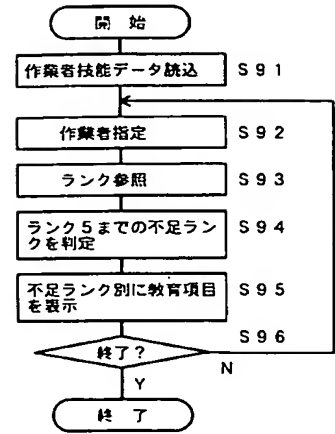 開 始
作業者技能データ読込 S91
作業者指定 S92
ランク参照 S93
ランク5までの不足ラン
クを判定 S94
不足ランク別に教育項目
を表示 S95
S96
終了?
N
Y
終 了